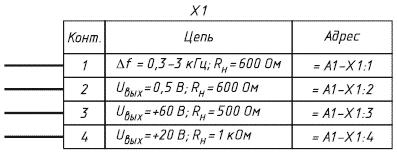 X1
Конт. Цепь Адрес
1 Δf = 0,3–3 кГц; Rн = 600 Ом = A1–X1:1
2 Uвых = 0,5 В; Rн = 600 Ом = A1–X1:2
3 Uвых = +60 В; Rн = 500 Ом = A1–X1:3
4 Uвых = +20 В; Rн = 1 кОм = A1–X1:4